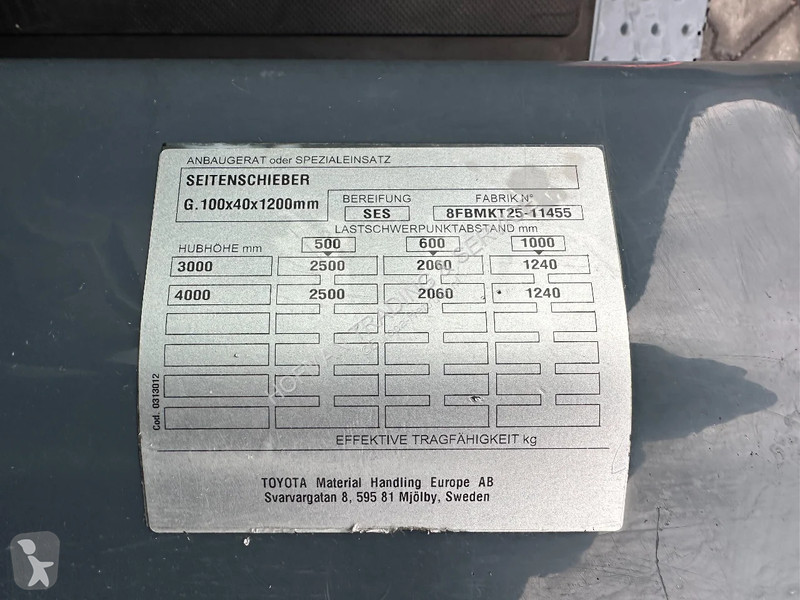 ANBAUGERAT oder SPEZIALEINSATZ
SEITENSCHIEBER
G.100x40x1200mm
BEREIFUNG
FABRIK N°
SES
8FBMKT25-11455
LASTSCHWERPUNKTABSTAND mm
HUBHÖHE mm
500 600 1000
3000 2500 2060 1240
4000 2500 2060 1240
Cod. 0313012
EFFEKTIVE TRAGFÄHIGKEIT kg
TOYOTA Material Handling Europe AB
Svarvargatan 8, 595 81 Mjölby, Sweden